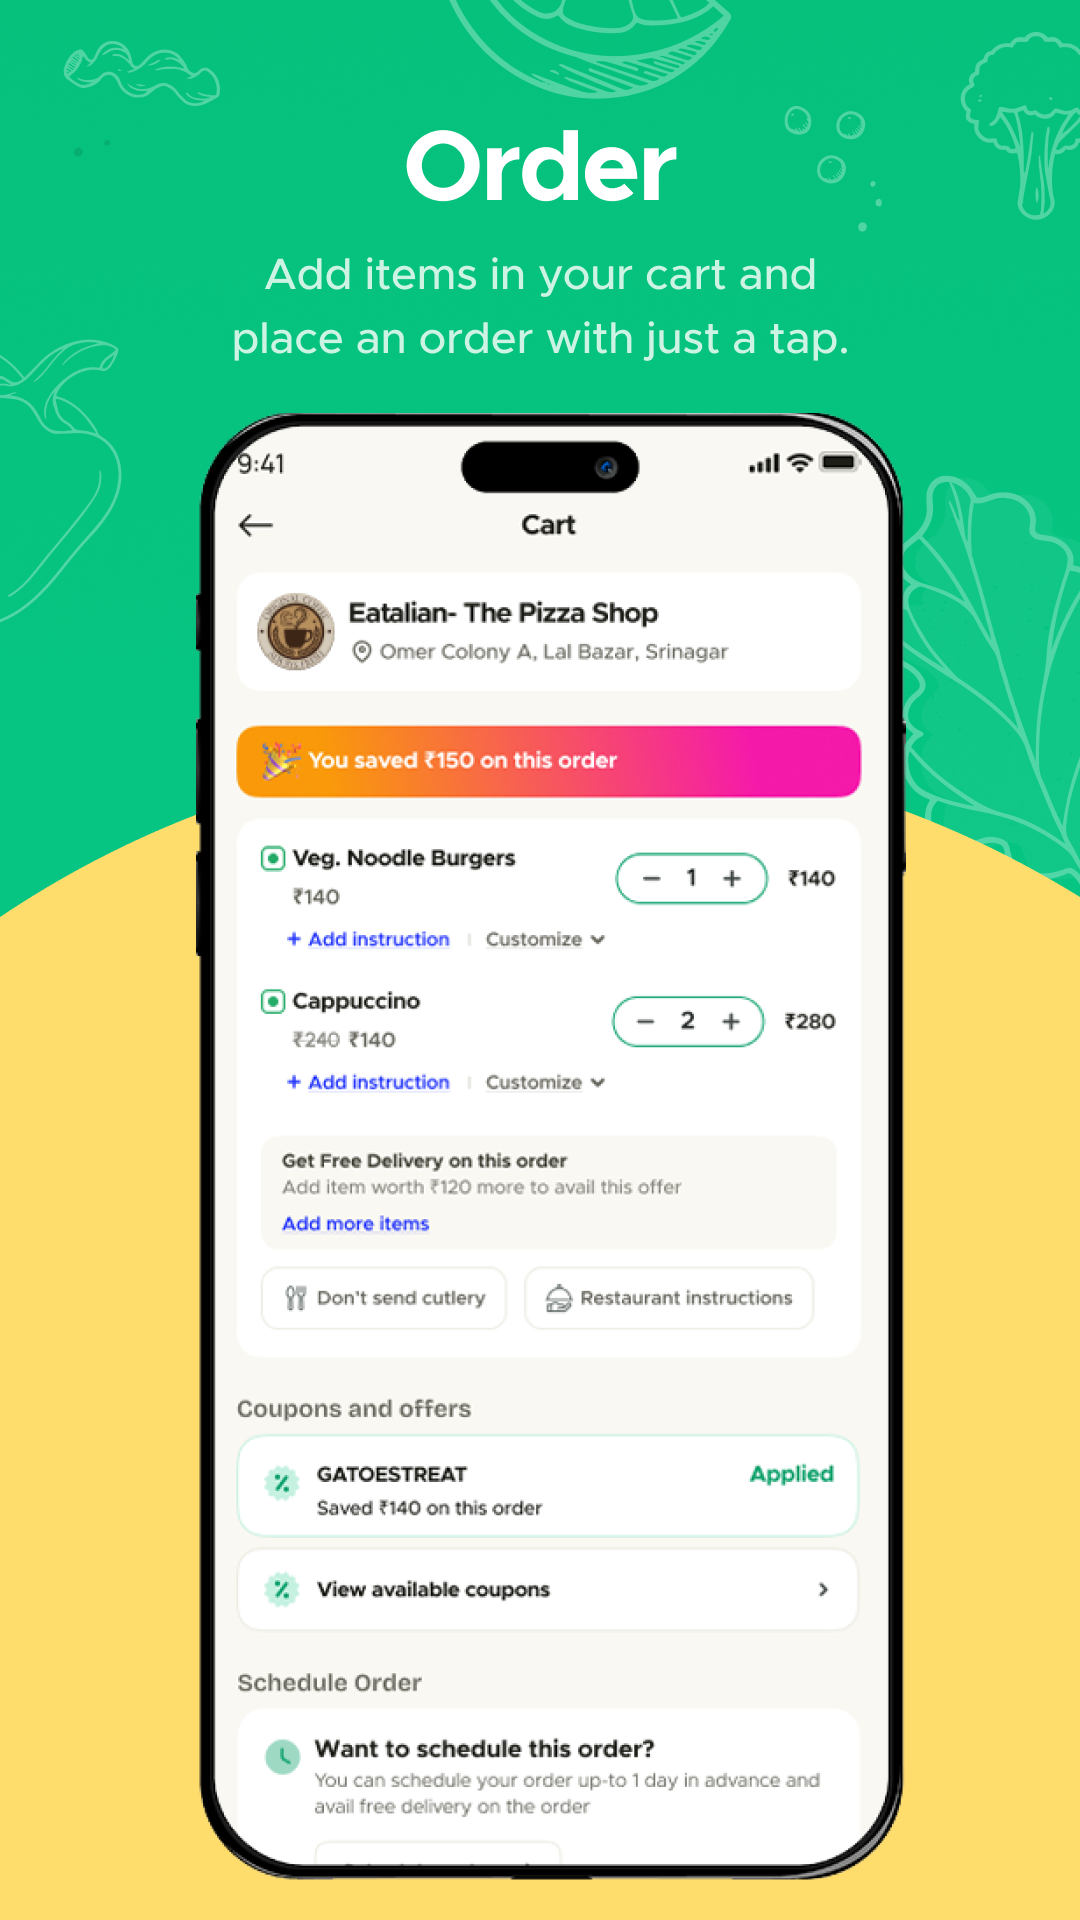 Order
Add items in your cart and
place an order with just a tap.
9:41
Cart
Eatalian- The Pizza Shop
Omer Colony A, Lal Bazar, Srinagar
You saved ₹150 on this order
Veg. Noodle Burgers
− 1 + ₹140
₹140
+ Add instruction | Customize
Cappuccino
− 2 + ₹280
₹240 ₹140
+ Add instruction | Customize
Get Free Delivery on this order
Add item worth ₹120 more to avail this offer
Add more items
Don't send cutlery Restaurant instructions
Coupons and offers
GATOESTREAT Applied
Saved ₹140 on this order
View available coupons
Schedule Order
Want to schedule this order?
You can schedule your order up-to 1 day in advance and
avail free delivery on the order